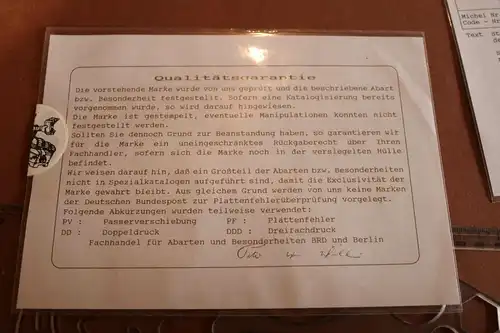 Qualitätsgarantie
Die vorstehende Marke wurde von uns geprüft und die beschriebene Abart
bzw. Besonderheit festgestellt. Sofern eine Katalogisierung bereits
vorgenommen wurde, so wird darauf hingewiesen.
Die Marke ist gestempelt, eventuelle Manipulationen konnten nicht
festgestellt werden.
Sollten Sie dennoch Grund zur Beanstandung haben, so garantieren wir
für die Marke ein uneingeschränktes Rückgaberecht über Ihren
Fachhändler, sofern sich die Marke noch in der versiegelten Hülle
befindet.
Wir weisen darauf hin, daß ein Großteil der Abarten bzw. Besonderheiten
nicht in Spezialkatalogen aufgeführt sind, damit die Exclusivität der
Marke gewahrt bleibt. Aus gleichem Grund werden von uns keine Marken
der Deutschen Bundespost zur Plattenfehlerüberprüfung vorgelegt.
Folgende Abkürzungen wurden teilweise verwendet:
PV : Passerverschiebung PF : Plattenfehler
DD : Doppeldruck DDD : Dreifachdruck
Fachhandel für Abarten und Besonderheiten BRD und Berlin
Michel Nr
Code - Nr
Text